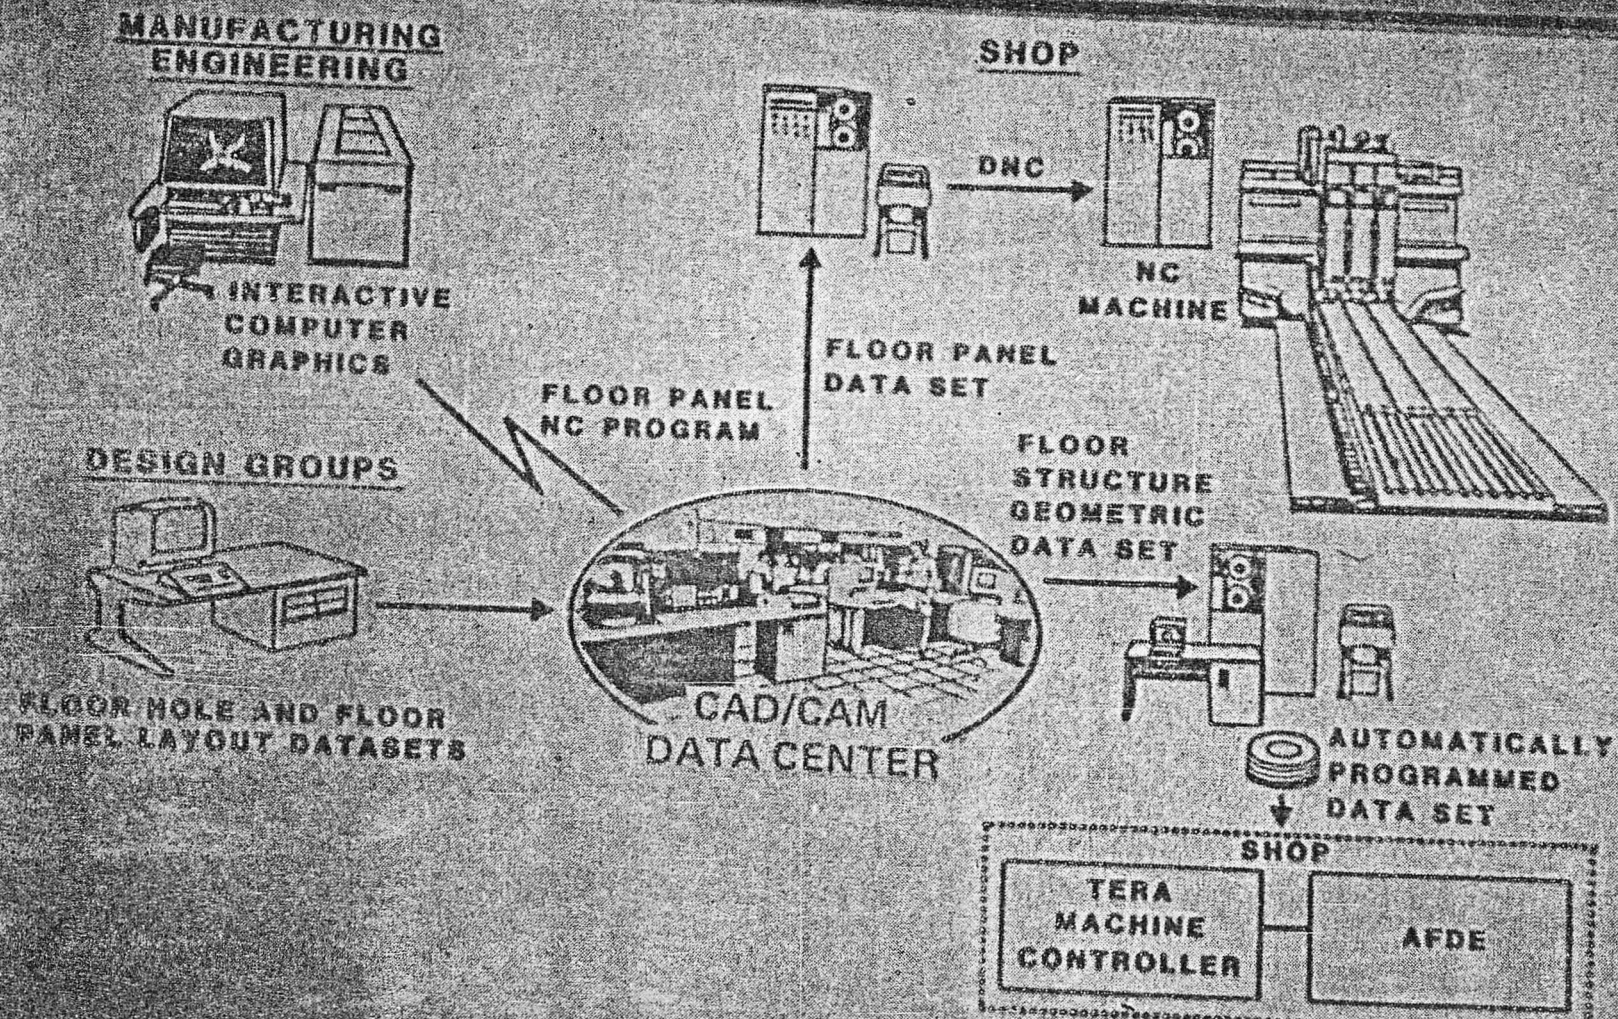 MANUFACTURING
ENGINEERING
INTERACTIVE
COMPUTER
GRAPHICS
SHOP
DNC
NC
MACHINE
FLOOR PANEL
DATA SET
FLOOR PANEL
NC PROGRAM
DESIGN GROUPS
FLOOR HOLE AND FLOOR
PANEL LAYOUT DATASETS
CAD/CAM
DATA CENTER
FLOOR
STRUCTURE
GEOMETRIC
DATA SET
AUTOMATICALLY
PROGRAMMED
DATA SET
SHOP
TERA
MACHINE
CONTROLLER
AFDE